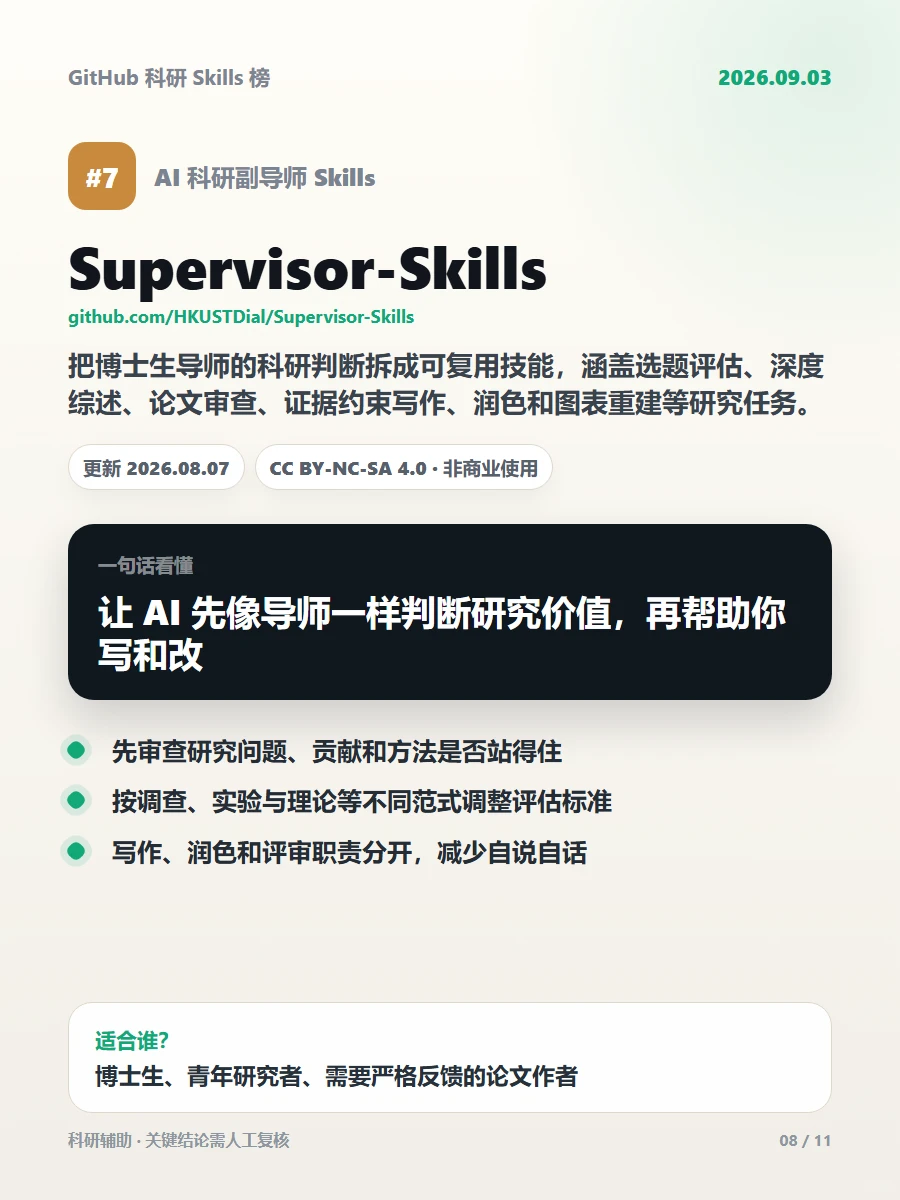 GitHub 科研 Skills 榜
2026.09.03
#7
AI 科研副导师 Skills
Supervisor-Skills
github.com/HKUSTDial/Supervisor-Skills
把博士生导师的科研判断拆成可复用技能，涵盖选题评估、深度
综述、论文审查、证据约束写作、润色和图表重建等研究任务。
更新 2026.08.07
CC BY-NC-SA 4.0 · 非商业使用
一句话看懂
让 AI 先像导师一样判断研究价值，再帮助你
写和改
先审查研究问题、贡献和方法是否站得住
按调查、实验与理论等不同范式调整评估标准
写作、润色和评审职责分开，减少自说自话
适合谁？
博士生、青年研究者、需要严格反馈的论文作者
科研辅助 · 关键结论需人工复核
08 / 11